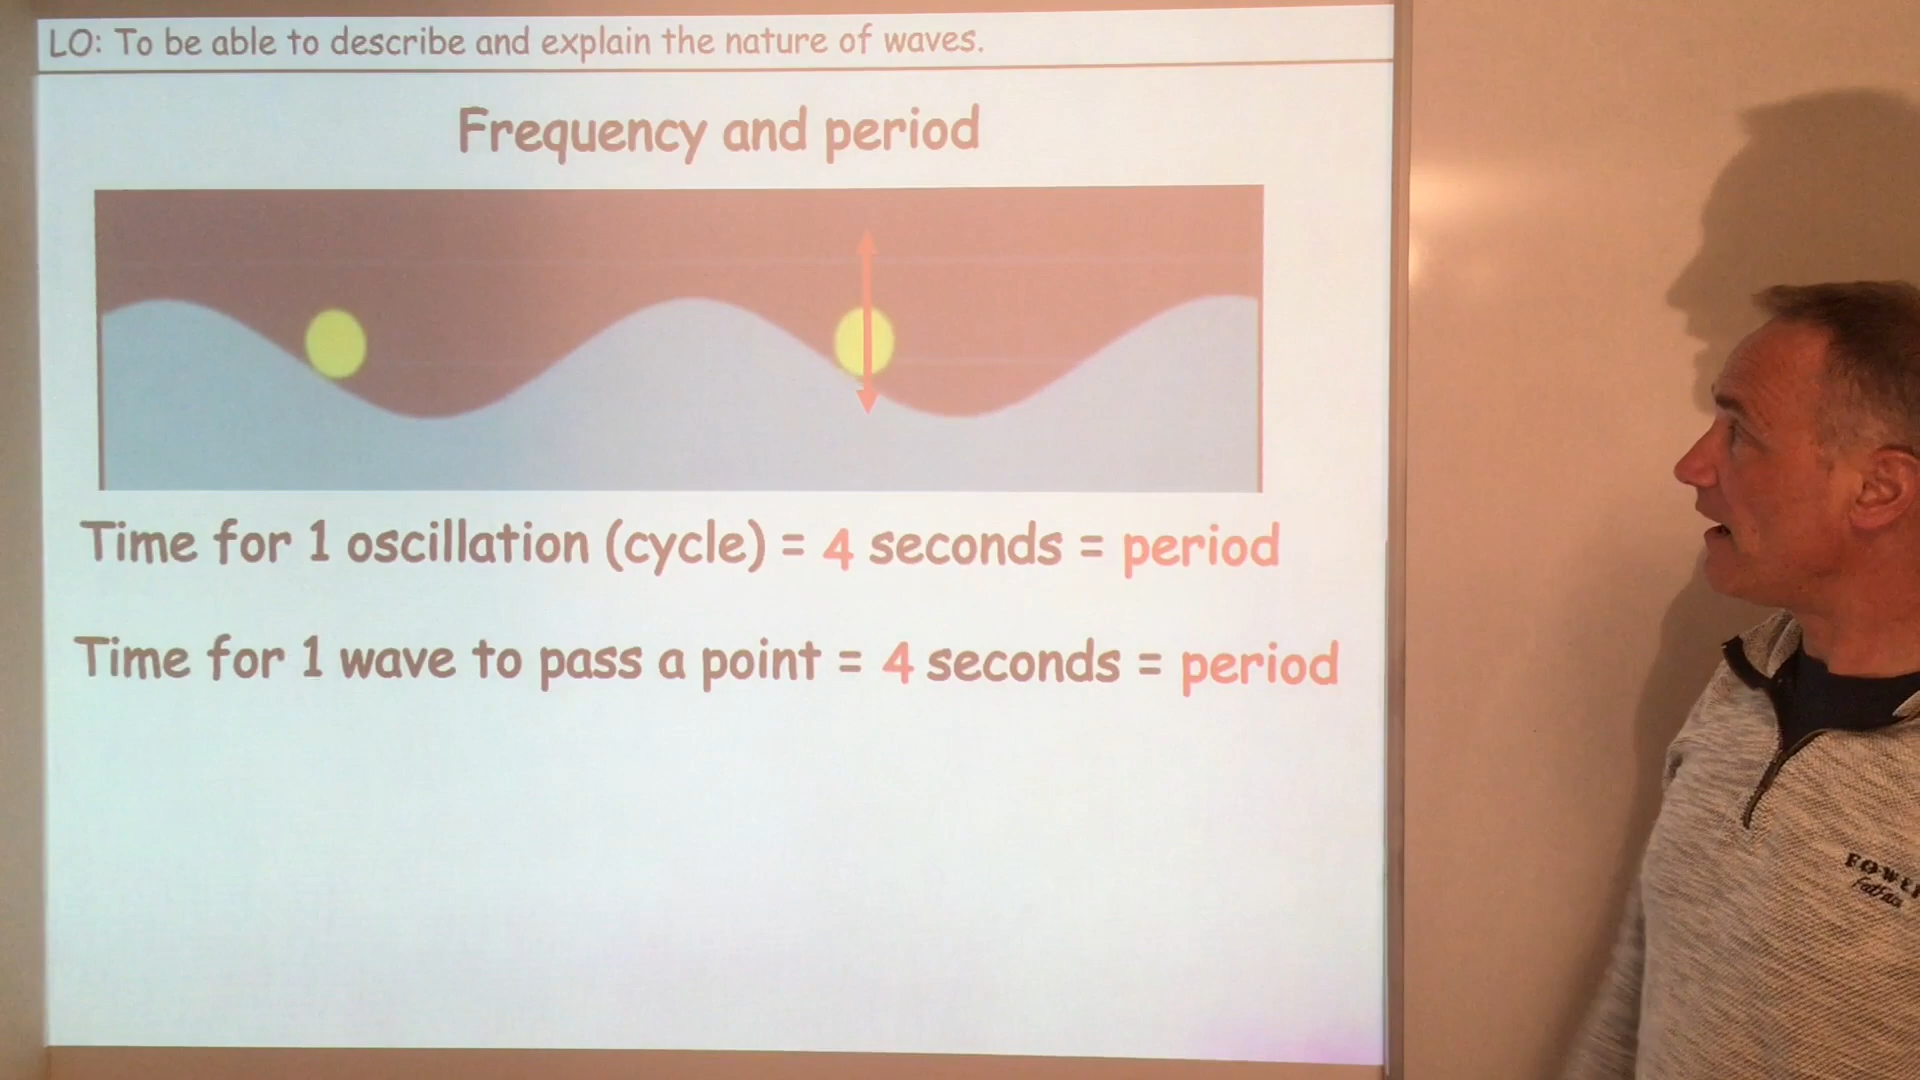 LO: To be able to describe and explain the nature of waves.
Frequency and period
Time for 1 oscillation (cycle) = 4 seconds = period
Time for 1 wave to pass a point = 4 seconds = period